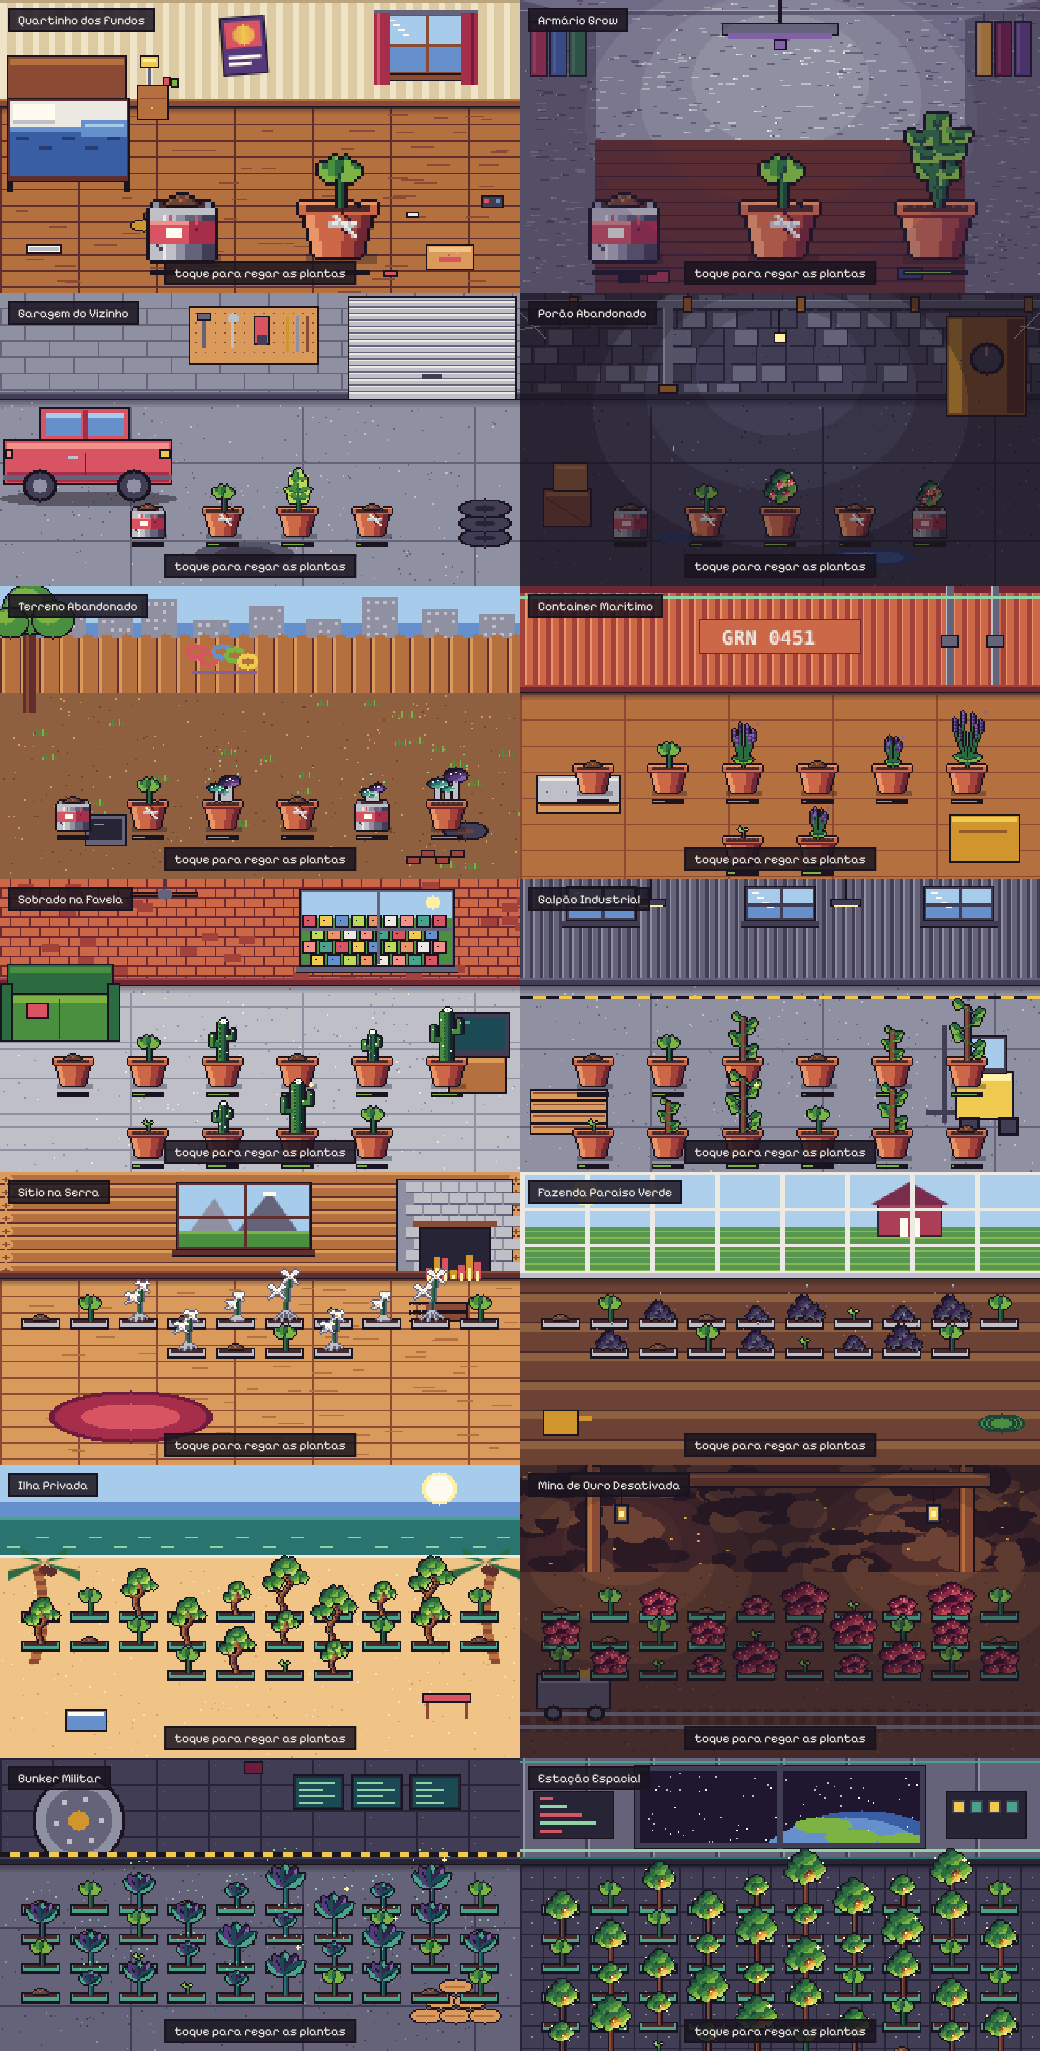 Quartinho dos Fundos
Armário Grow
toque para regar as plantas
toque para regar as plantas
Garagem do Vizinho
Porão Abandonado
toque para regar as plantas
toque para regar as plantas
Terreno Abandonado
Container Marítimo
GRN 0451
toque para regar as plantas
toque para regar as plantas
Sobrado na Favela
Galpão Industrial
toque para regar as plantas
toque para regar as plantas
Sítio na Serra
Fazenda Paraíso Verde
toque para regar as plantas
toque para regar as plantas
Ilha Privada
Mina de Ouro Desativada
toque para regar as plantas
toque para regar as plantas
Bunker Militar
Estação Espacial
toque para regar as plantas
toque para regar as plantas